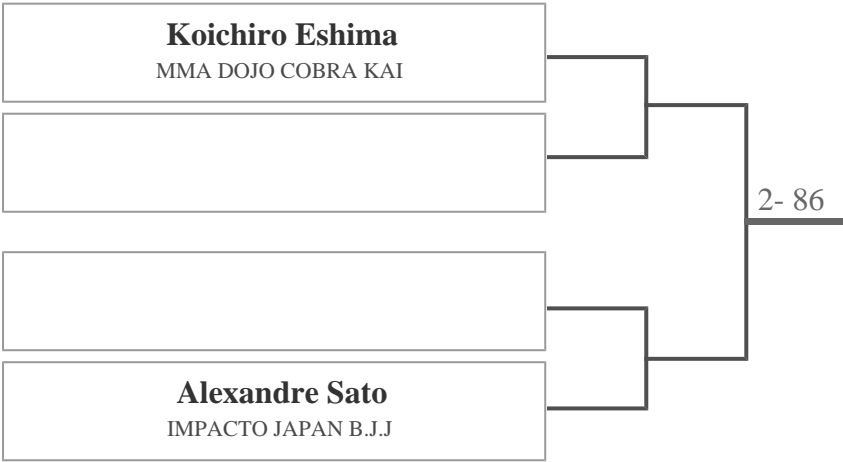 Koichiro Eshima
MMA DOJO COBRA KAI
2- 86
Alexandre Sato
IMPACTO JAPAN B.J.J